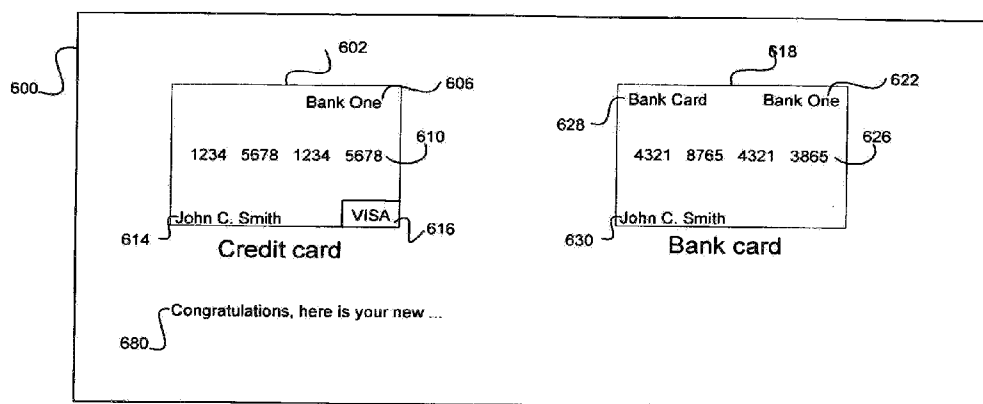 602
618
600
606
622
Bank One
Bank Card
Bank One
628
610
626
1234 5678 1234 5678
4321 8765 4321 3865
John C. Smith
VISA
John C. Smith
614
616
630
Credit card
Bank card
Congratulations, here is your new ...
680